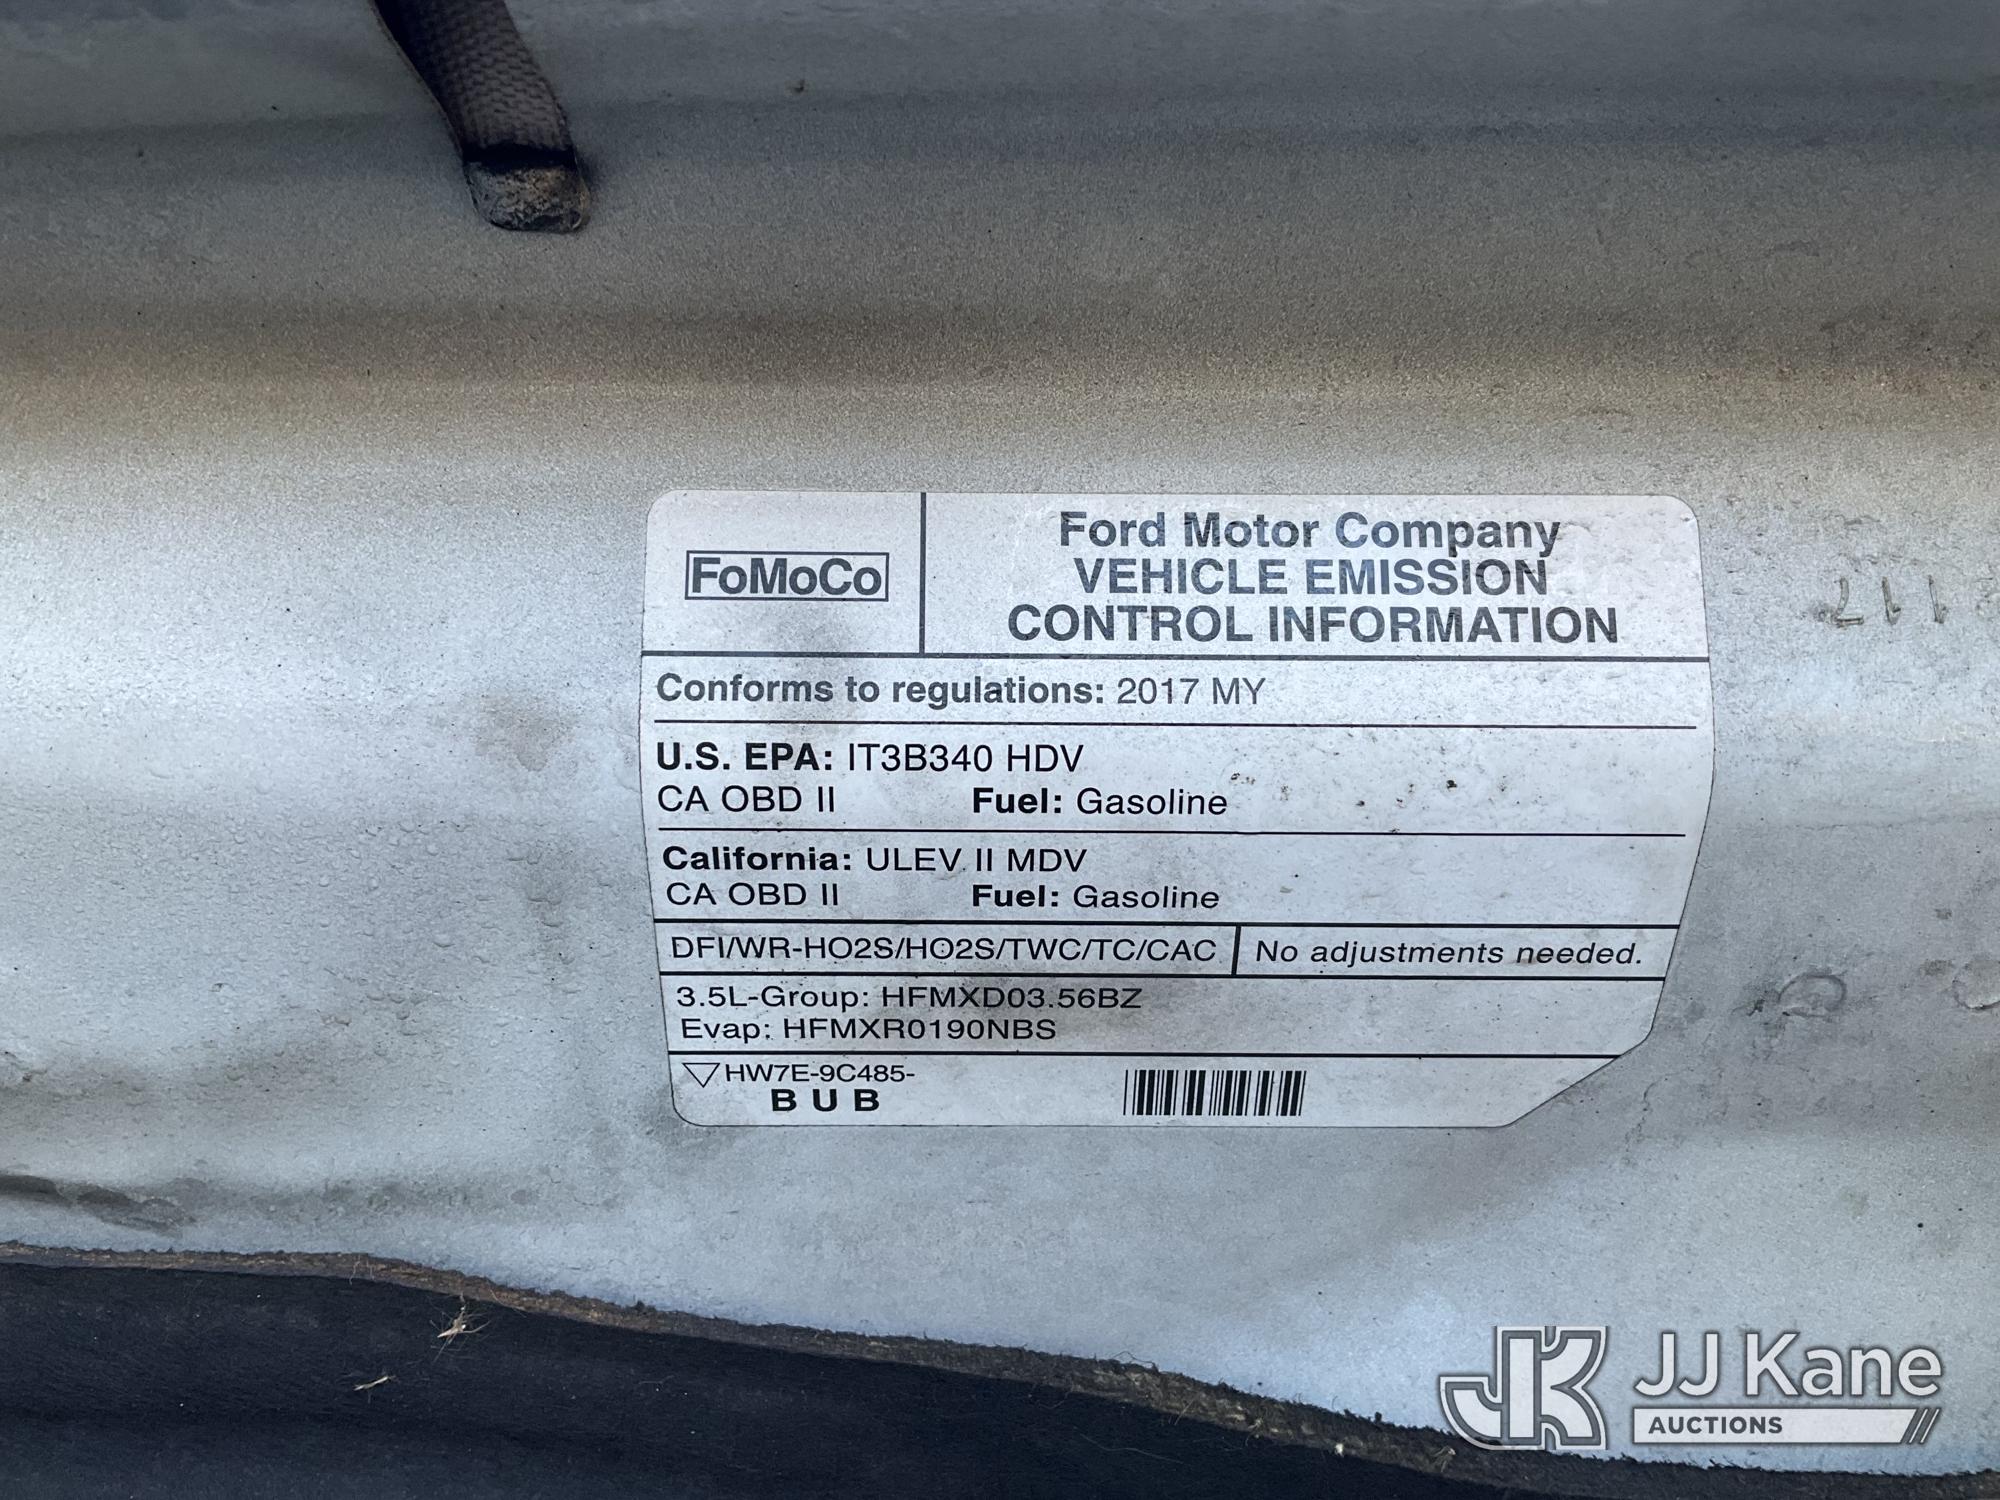 FoMoCo
Ford Motor Company
VEHICLE EMISSION
CONTROL INFORMATION
Conforms to regulations: 2017 MY
U.S. EPA: IT3B340 HDV
CA OBD II Fuel: Gasoline
California: ULEV II MDV
CA OBD II Fuel: Gasoline
DFI/WR-HO2S/HO2S/TWC/TC/CAC No adjustments needed.
3.5L-Group: HFMXD03.56BZ
Evap: HFMXR0190NBS
HW7E-9C485-
B U B
JK JJ Kane
AUCTIONS